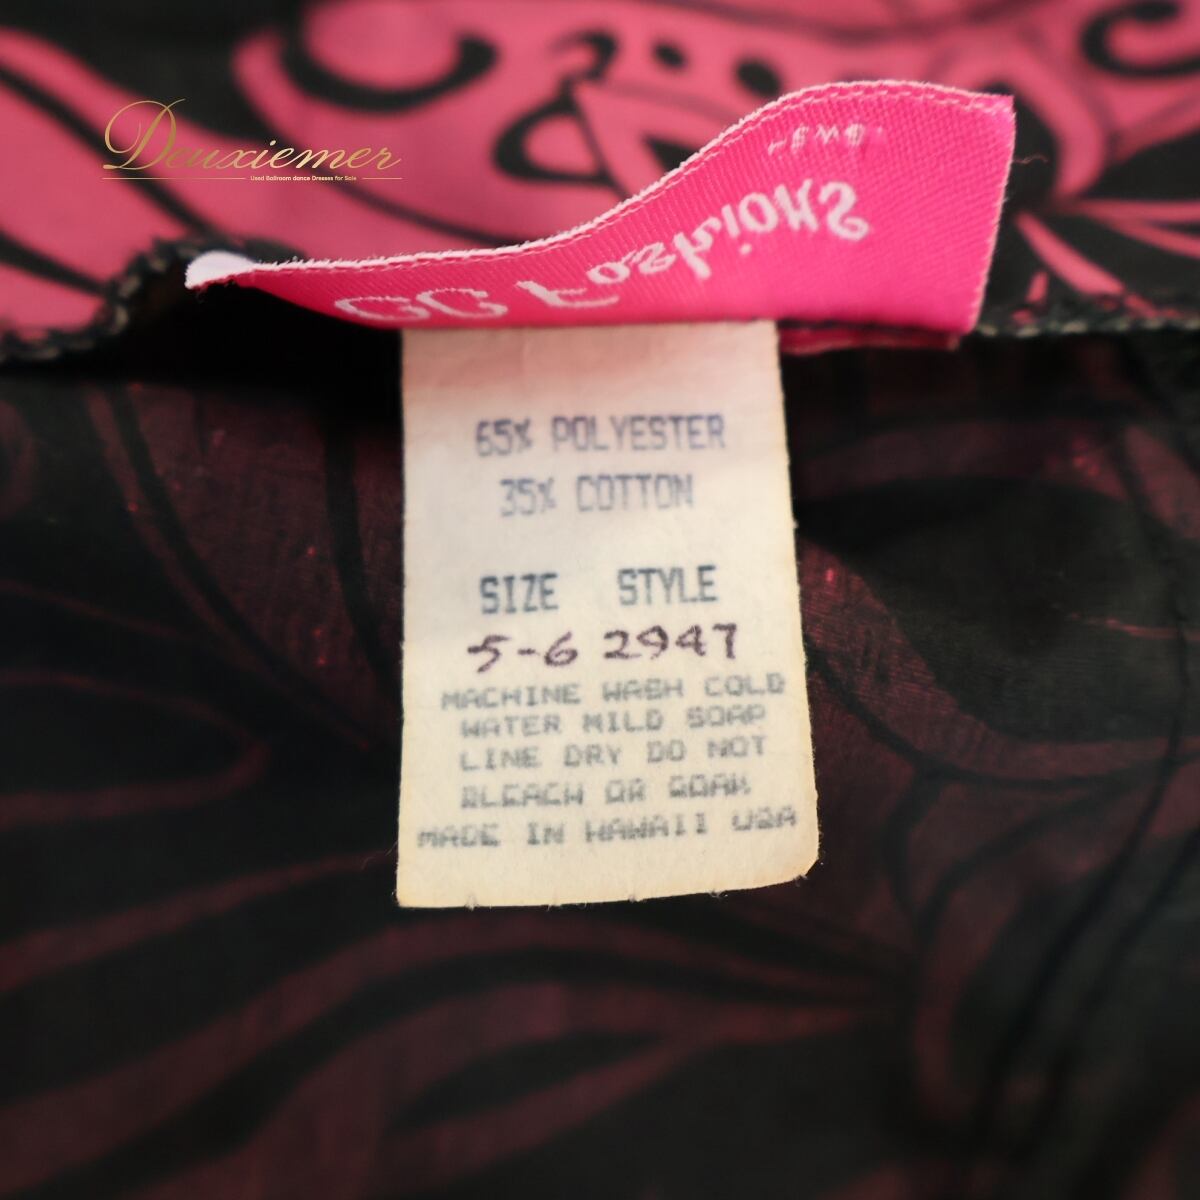 Deuxiemer
Used Ballroom dance Dresses for Sale
GC Fashions
65% POLYESTER
35% COTTON
SIZE STYLE
5-6 2947
MACHINE WASH COLD
WATER MILD SOAP
LINE DRY DO NOT
BLEACH OR SOAK
MADE IN HAWAII USA